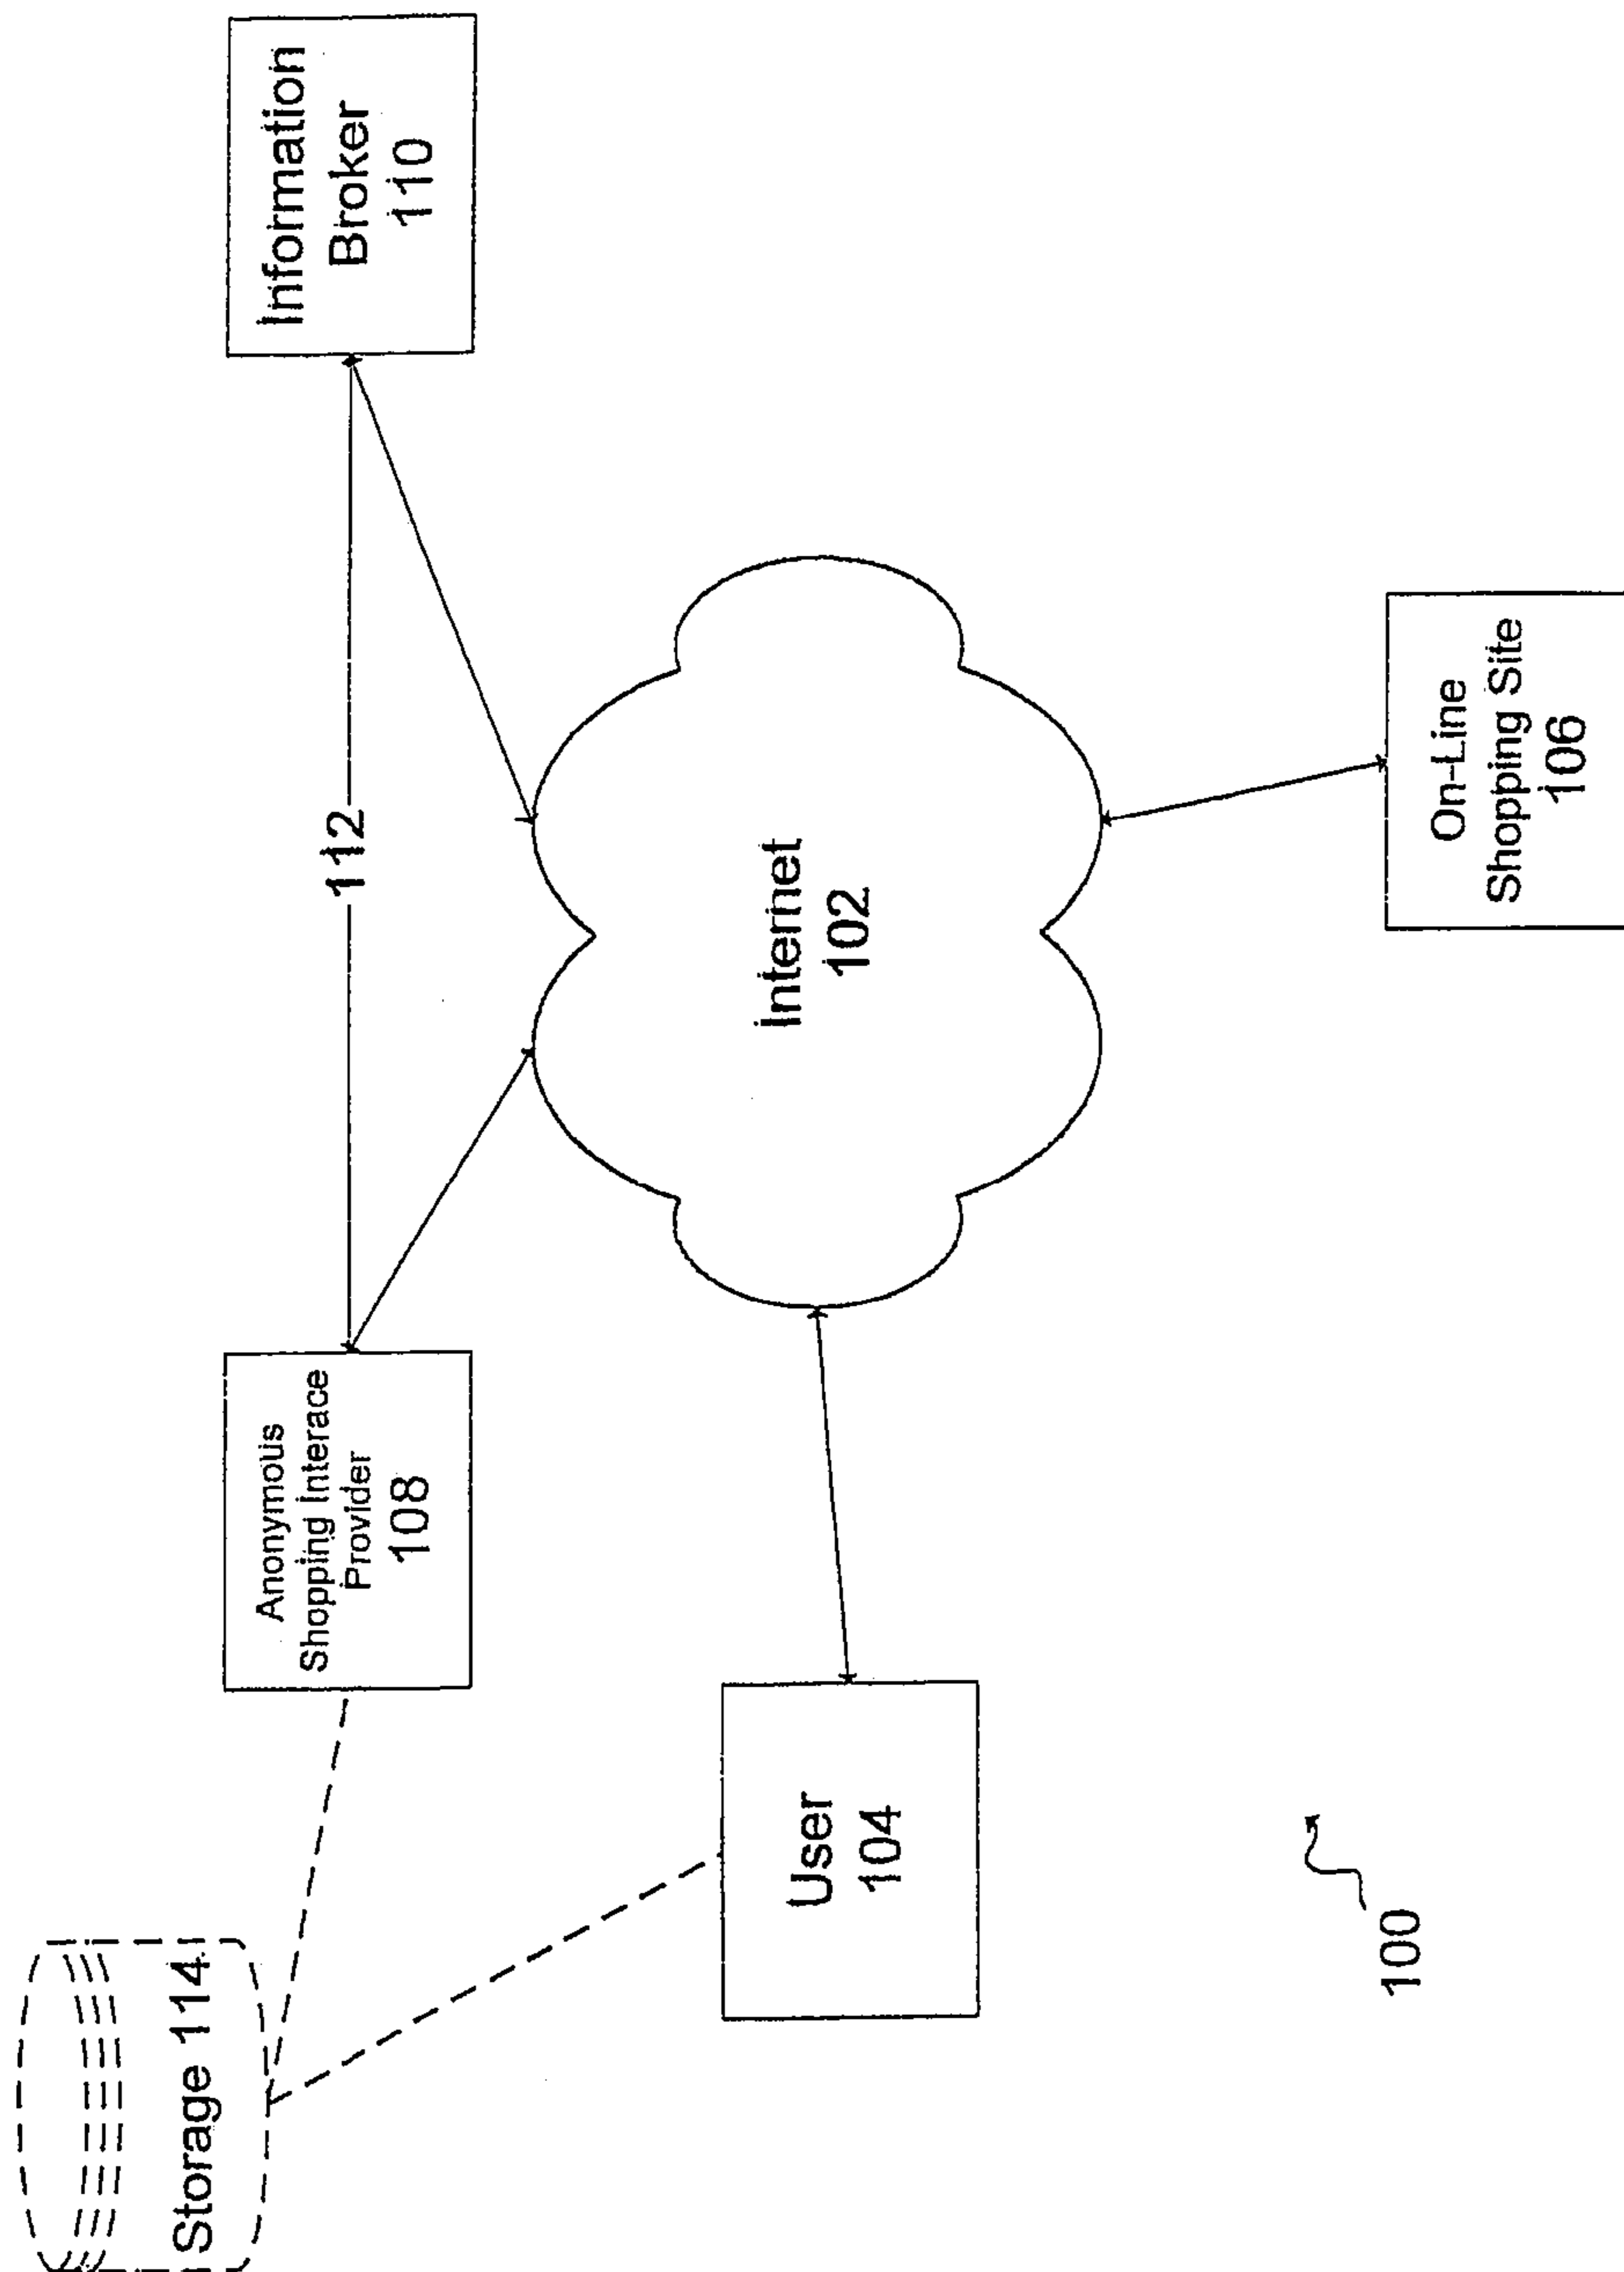 Storage 114
Anonymous
Shopping Interace
Provider
108
112
Information
Broker
110
User
104
Internet
102
On-Line
Shopping Site
106
100